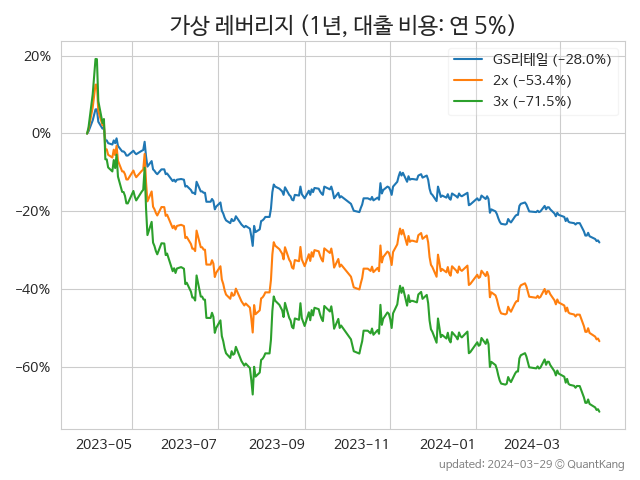 가상 레버리지 (1년, 대출 비용: 연 5%)
GS리테일 (−28.0%)
2x (−53.4%)
3x (−71.5%)
20%
0%
−20%
−40%
−60%
2023-05
2023-07
2023-09
2023-11
2024-01
2024-03
updated: 2024-03-29 © QuantKang